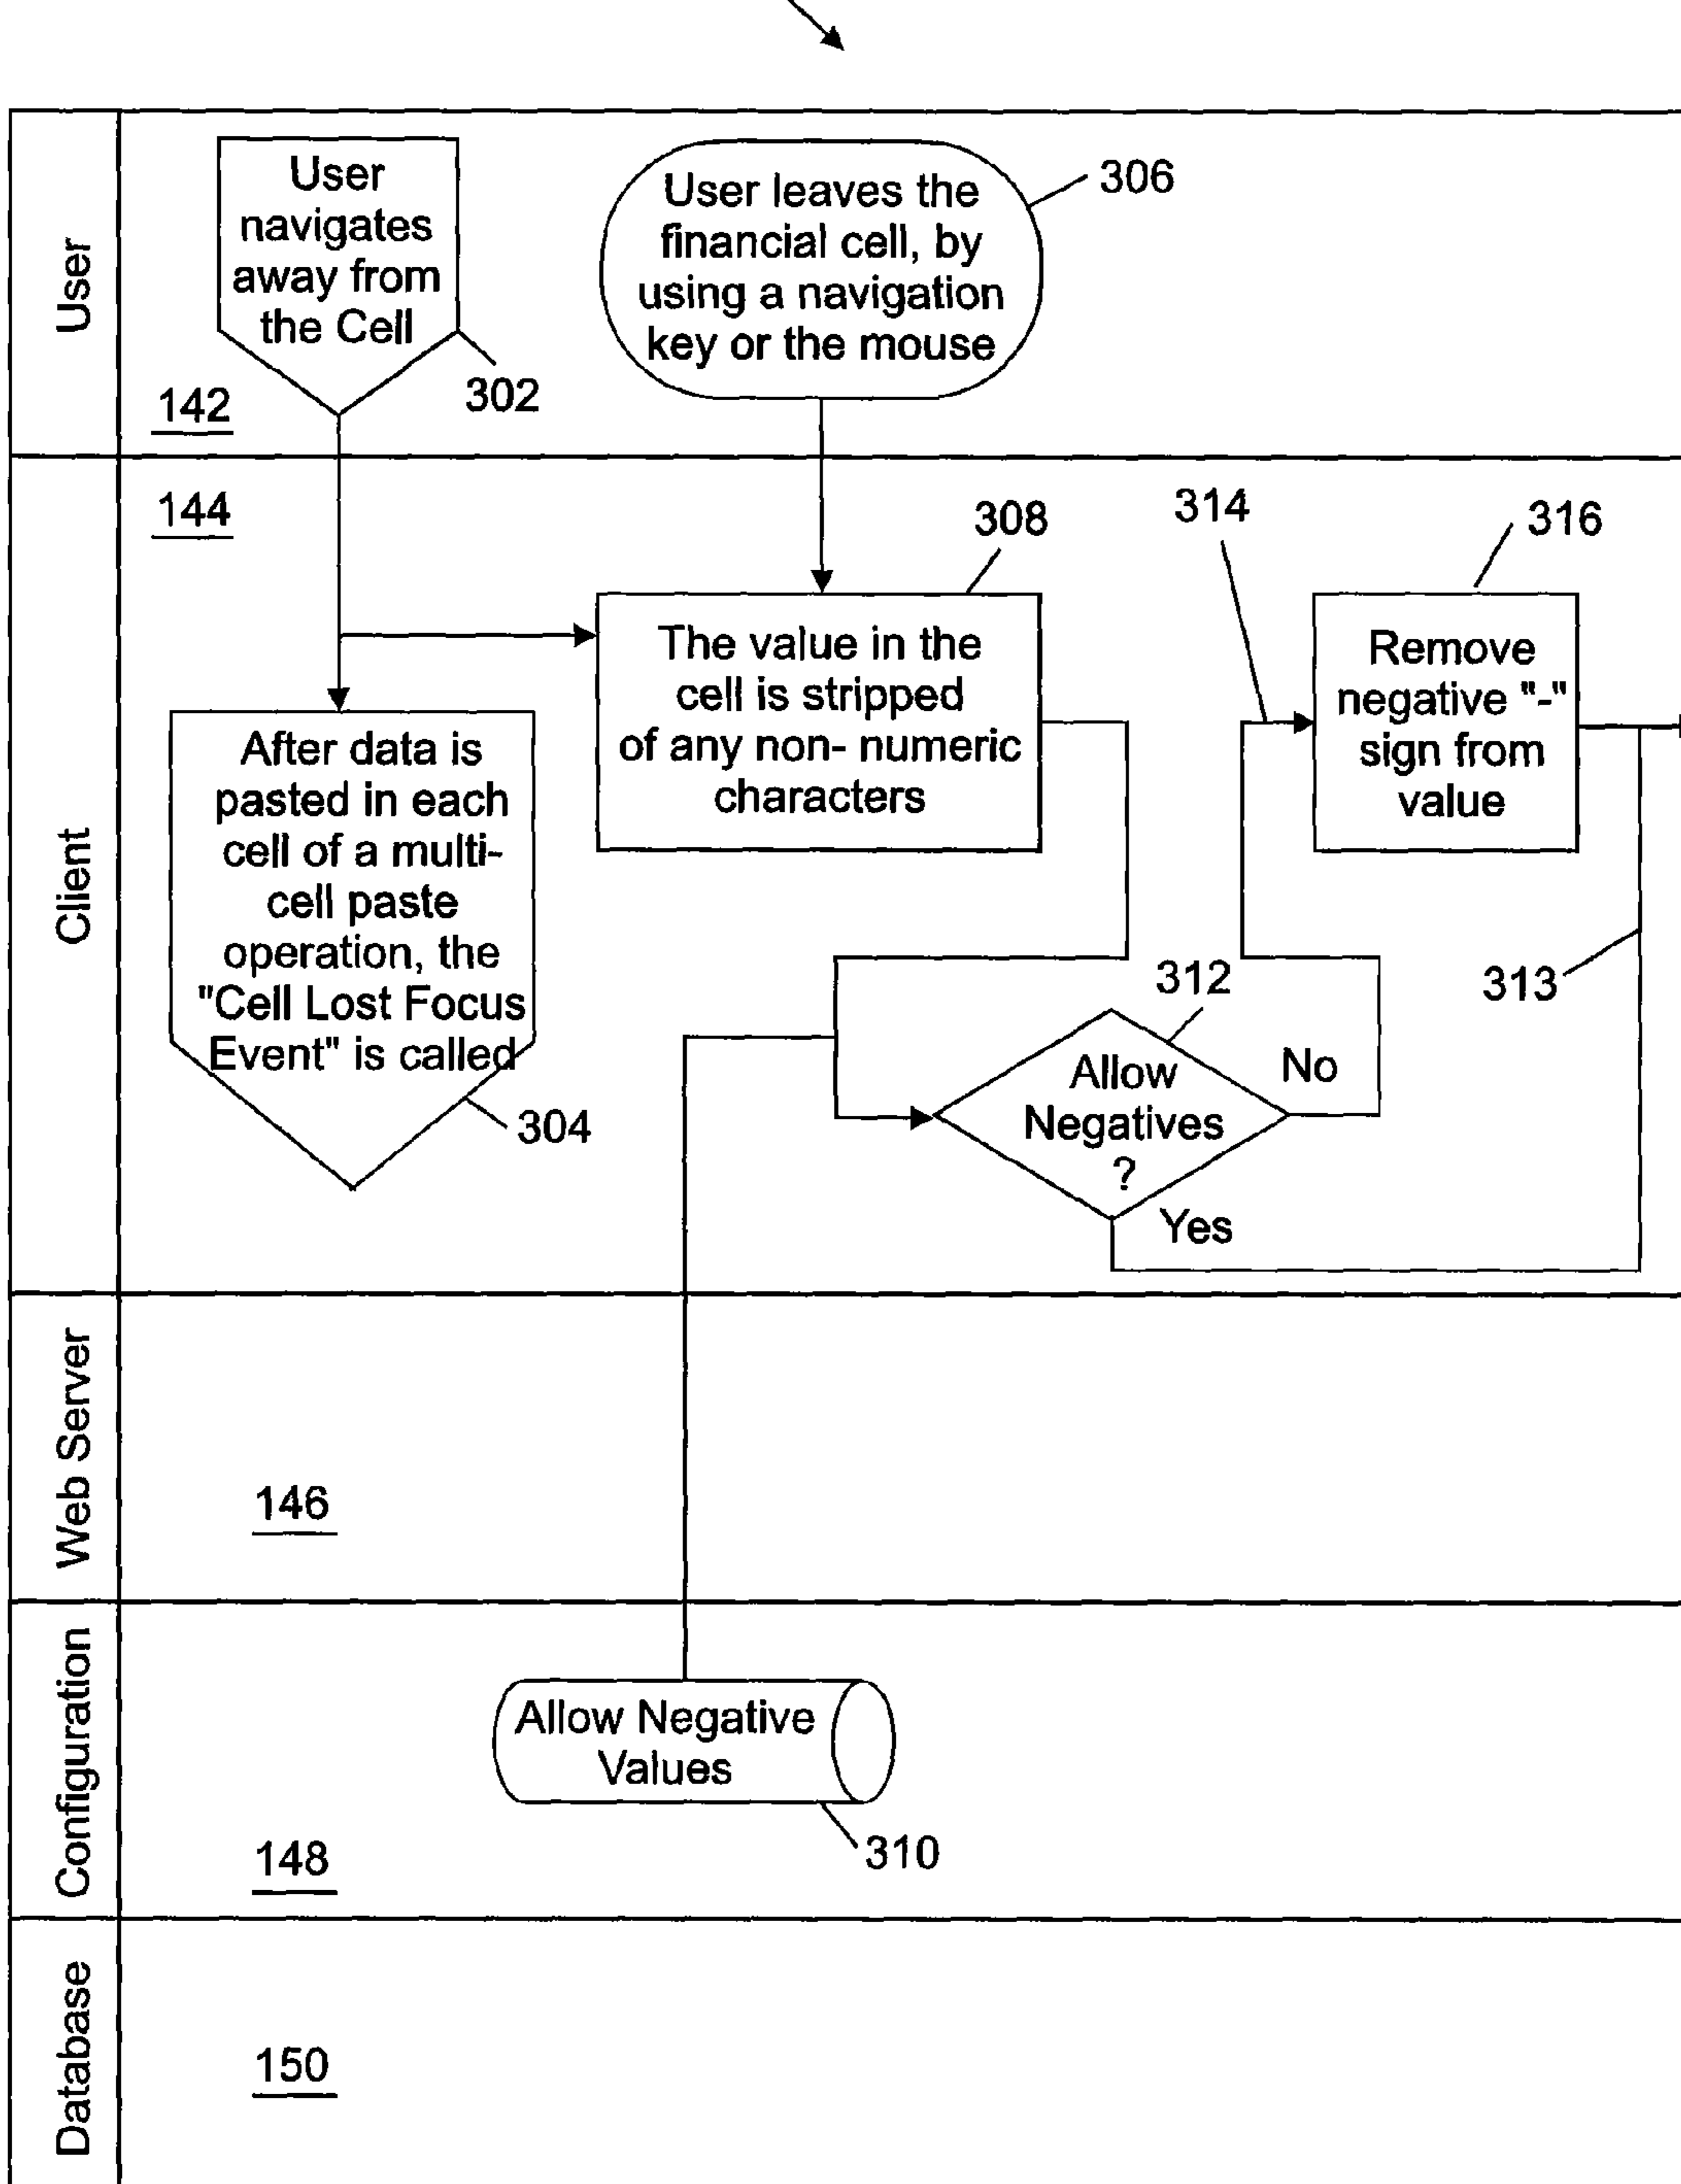 User
User
navigates
away from
the Cell
302
User leaves the
financial cell, by
using a navigation
key or the mouse
306
142
Client
144
After data is
pasted in each
cell of a multi-
cell paste
operation, the
"Cell Lost Focus
Event" is called
304
308
The value in the
cell is stripped
of any non- numeric
characters
314
316
Remove
negative "-"
sign from
value
312
Allow
Negatives
?
No
Yes
313
Web Server
146
Configuration
148
Allow Negative
Values
310
Database
150